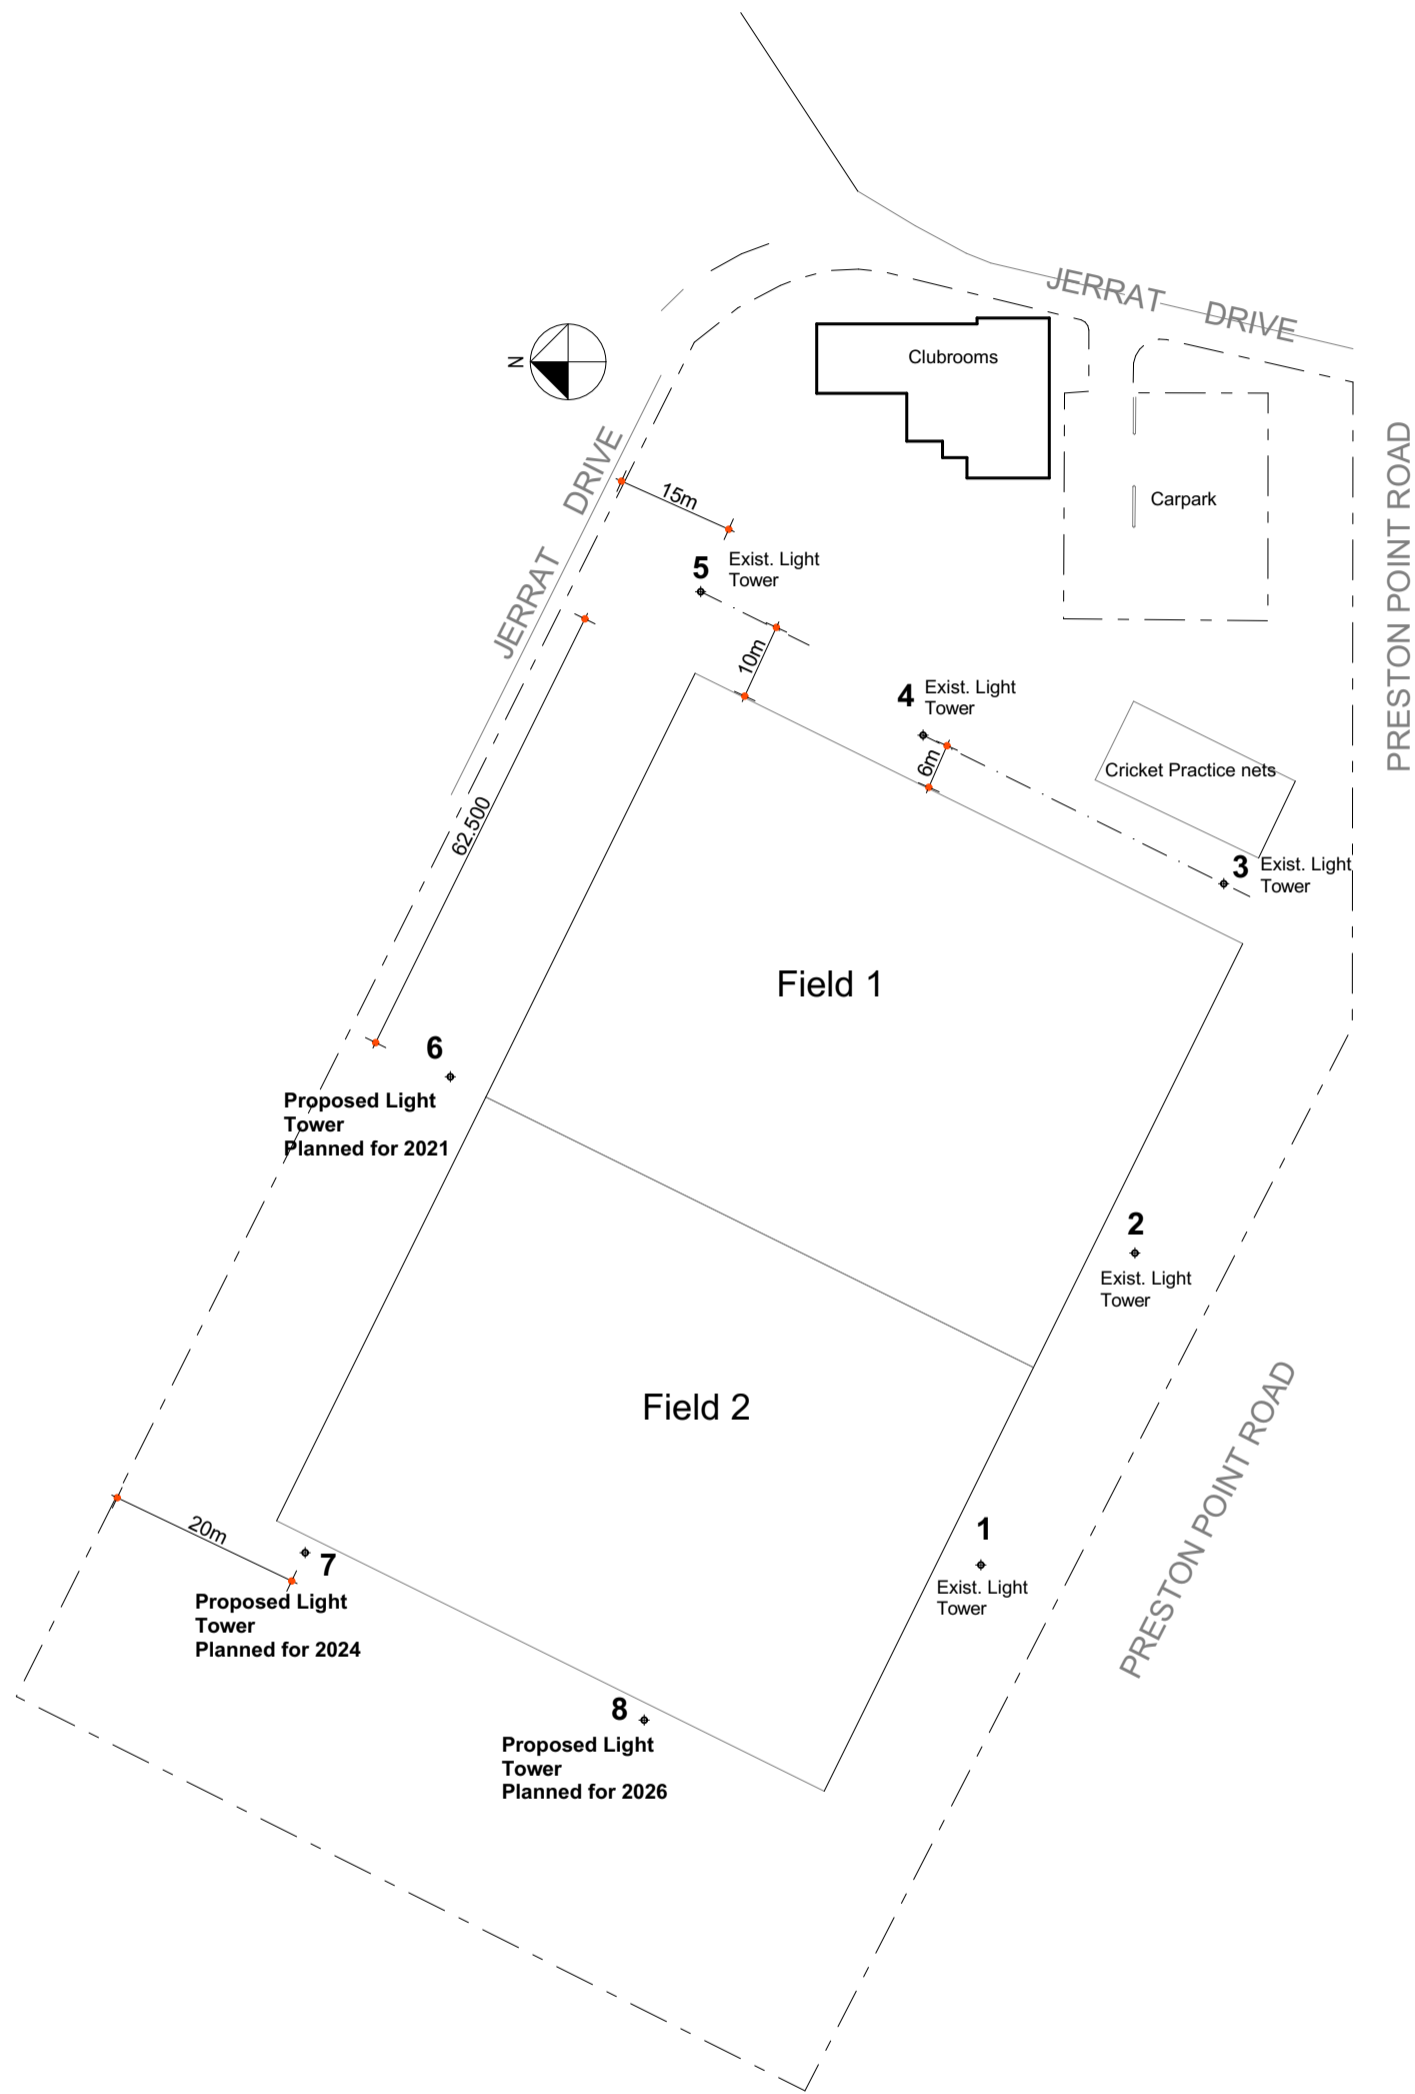 JERRAT DRIVE
Clubrooms
N
JERRAT DRIVE
PRESTON POINT ROAD
15m
Carpark
5
Exist. Light
Tower
10m
4
Exist. Light
Tower
6m
Cricket Practice nets
62.500
3
Exist. Light
Tower
Field 1
6
Proposed Light
Tower
Planned for 2021
2
Exist. Light
Tower
Field 2
PRESTON POINT ROAD
20m
1
Exist. Light
Tower
7
Proposed Light
Tower
Planned for 2024
8
Proposed Light
Tower
Planned for 2026